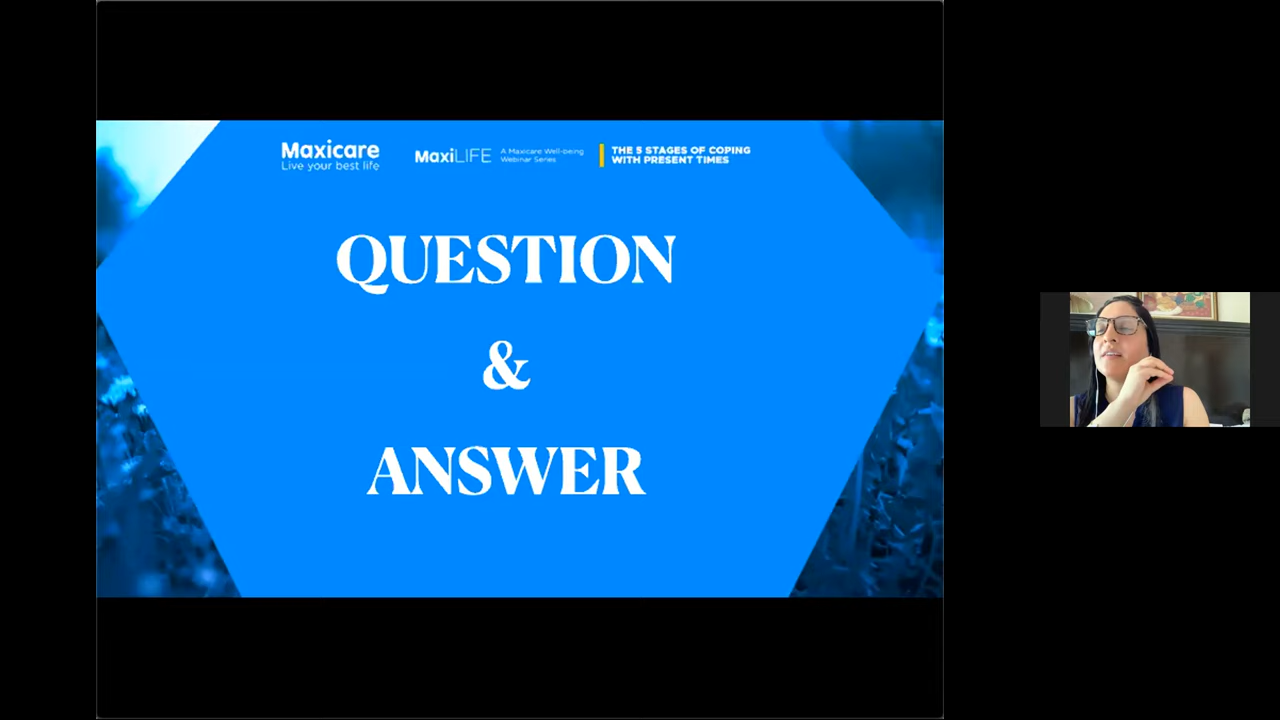 Maxicare
Live your best life
MaxiLIFE
A Maxicare Well-being
Webinar Series
THE 5 STAGES OF COPING
WITH PRESENT TIMES
QUESTION
&
ANSWER